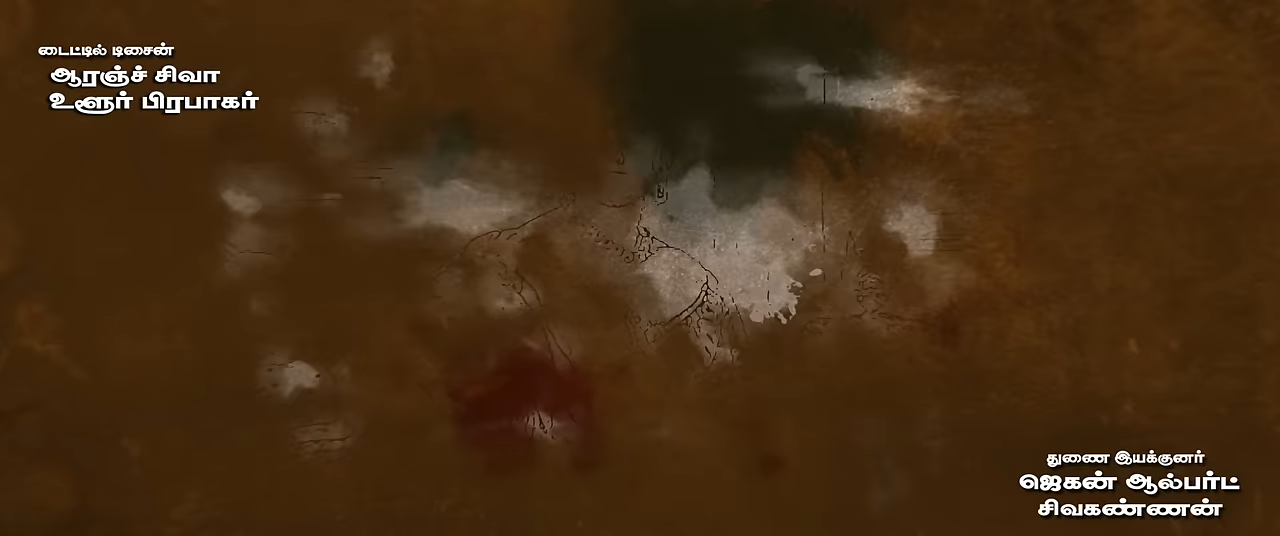 டைட்டில் டிசைன்
ஆரஞ்ச் சிவா
உளூர் பிரபாகர்
துணை இயக்குனர்
ஜெகன் ஆல்பர்ட்
சிவகண்ணன்